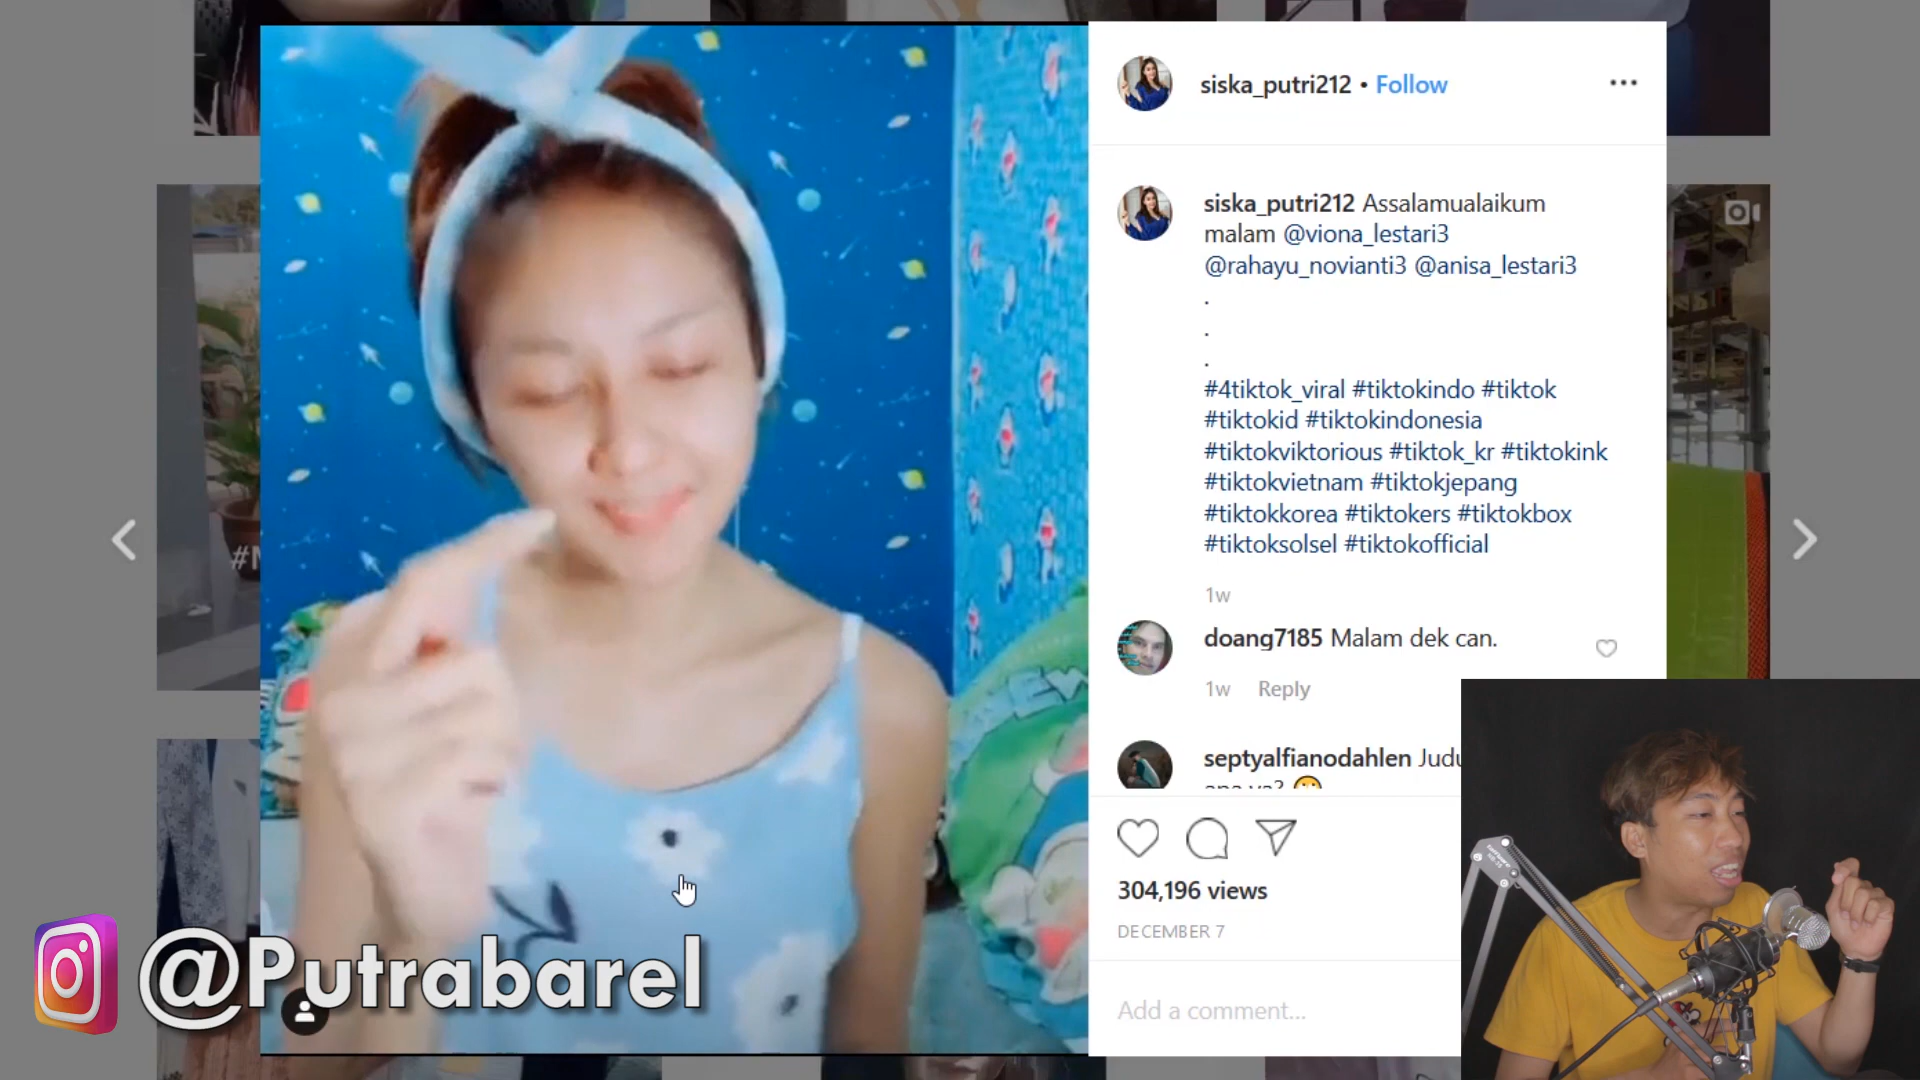 siska_putri212 • Follow
siska_putri212 Assalamualaikum
malam @viona_lestari3
@rahayu_novianti3 @anisa_lestari3
.
.
.
#4tiktok_viral #tiktokindo #tiktok
#tiktokid #tiktokindonesia
#tiktokviktorious #tiktok_kr #tiktokink
#tiktokvietnam #tiktokjepang
#tiktokkorea #tiktokers #tiktokbox
#tiktoksolsel #tiktokofficial
1w
doang7185 Malam dek can.
1w Reply
septyalfianodahlen
304,196 views
DECEMBER 7
Add a comment...
@Putrabarel